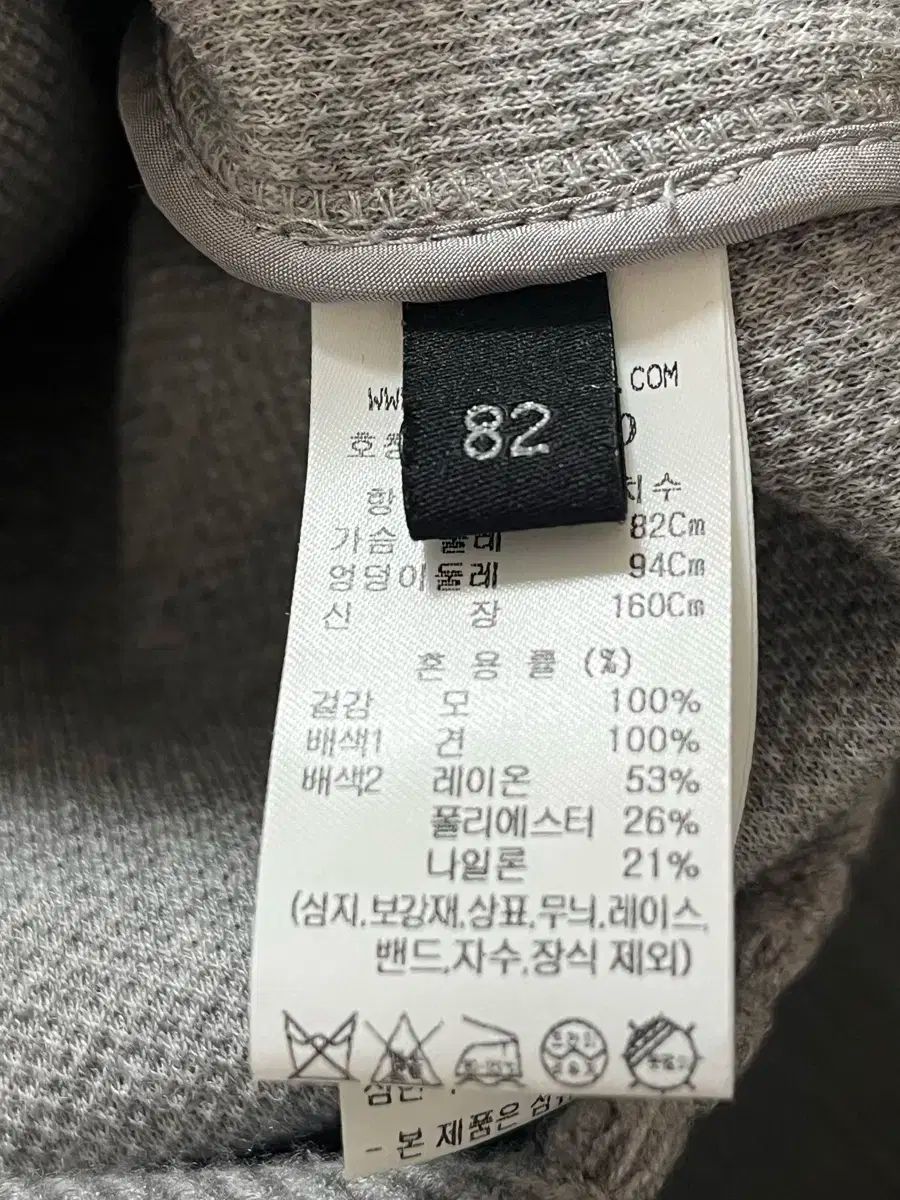 82
.COM
치수
가슴둘레 82Cm
엉덩이둘레 94Cm
신 장 160Cm
혼 용 률 (%)
겉감 모 100%
배색1 견 100%
배색2 레이온 53%
폴리에스터 26%
나일론 21%
(심지.보강재.상표.무늬.레이스.
밴드.자수.장식 제외)
- 본 제품은